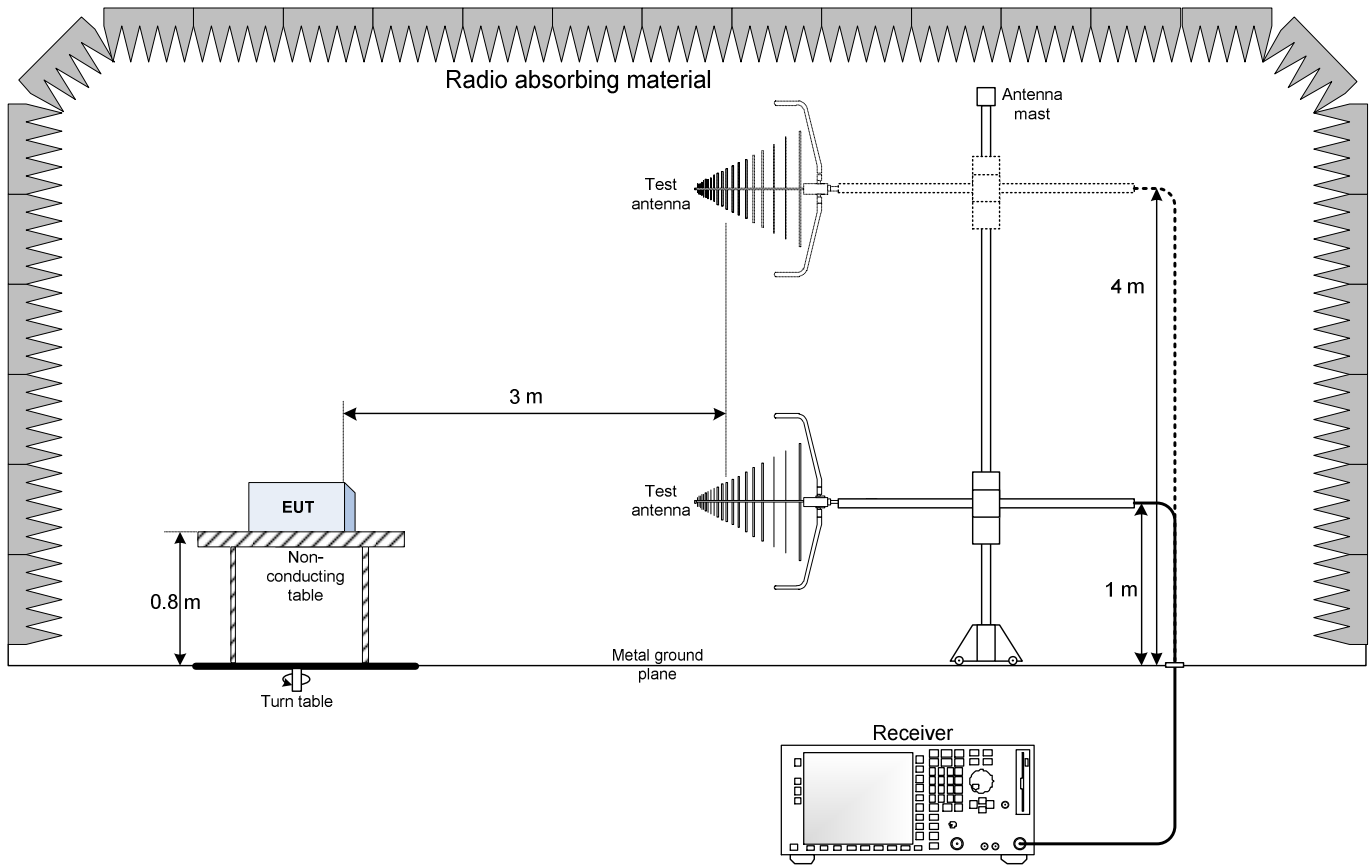 Radio absorbing material
Antenna
mast
Test
antenna
4 m
3 m
Test
antenna
EUT
Non-
conducting
table
0.8 m
1 m
Metal ground
plane
Turn table
Receiver